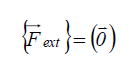 {F⃗ ext} = (0̄)